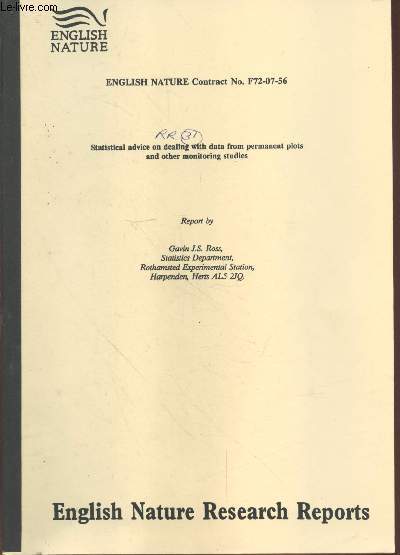 Le-livre.com
ENGLISH
NATURE
ENGLISH NATURE Contract No. F72-07-56
RR
Statistical advice on dealing with data from permanent plots
and other monitoring studies
Report by
Gavin J.S. Ross,
Statistics Department,
Rothamsted Experimental Station,
Harpenden, Herts AL5 2JQ.
English Nature Research Reports